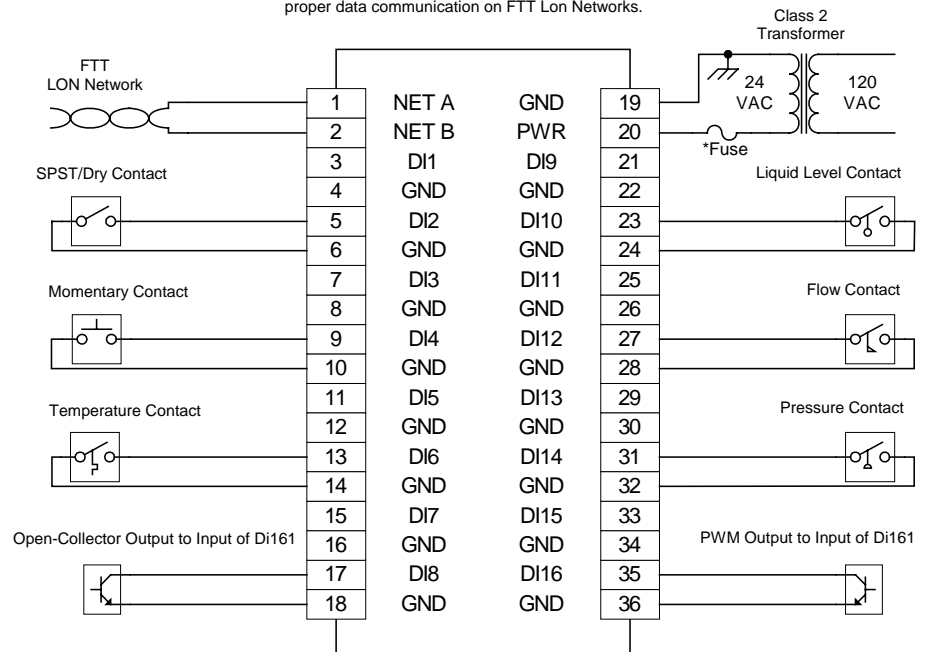 proper data communication on FTT Lon Networks.
Class 2
Transformer
FTT
LON Network
24
VAC
120
VAC
*Fuse
1 NET A GND 19
2 NET B PWR 20
3 DI1 DI9 21
4 GND GND 22
5 DI2 DI10 23
6 GND GND 24
7 DI3 DI11 25
8 GND GND 26
9 DI4 DI12 27
10 GND GND 28
11 DI5 DI13 29
12 GND GND 30
13 DI6 DI14 31
14 GND GND 32
15 DI7 DI15 33
16 GND GND 34
17 DI8 DI16 35
18 GND GND 36
SPST/Dry Contact
Momentary Contact
Temperature Contact
Open-Collector Output to Input of Di161
Liquid Level Contact
Flow Contact
Pressure Contact
PWM Output to Input of Di161